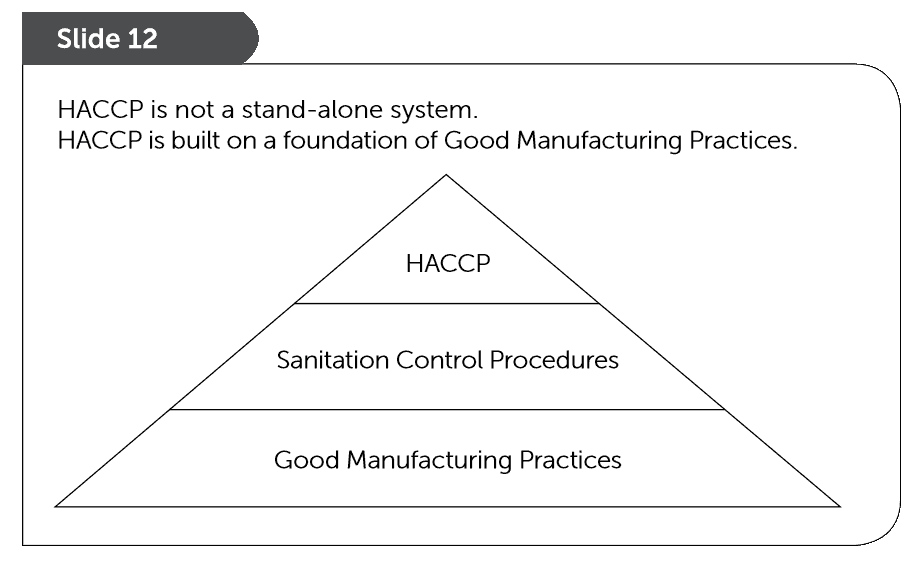 Slide 12
HACCP is not a stand-alone system.
HACCP is built on a foundation of Good Manufacturing Practices.
HACCP
Sanitation Control Procedures
Good Manufacturing Practices